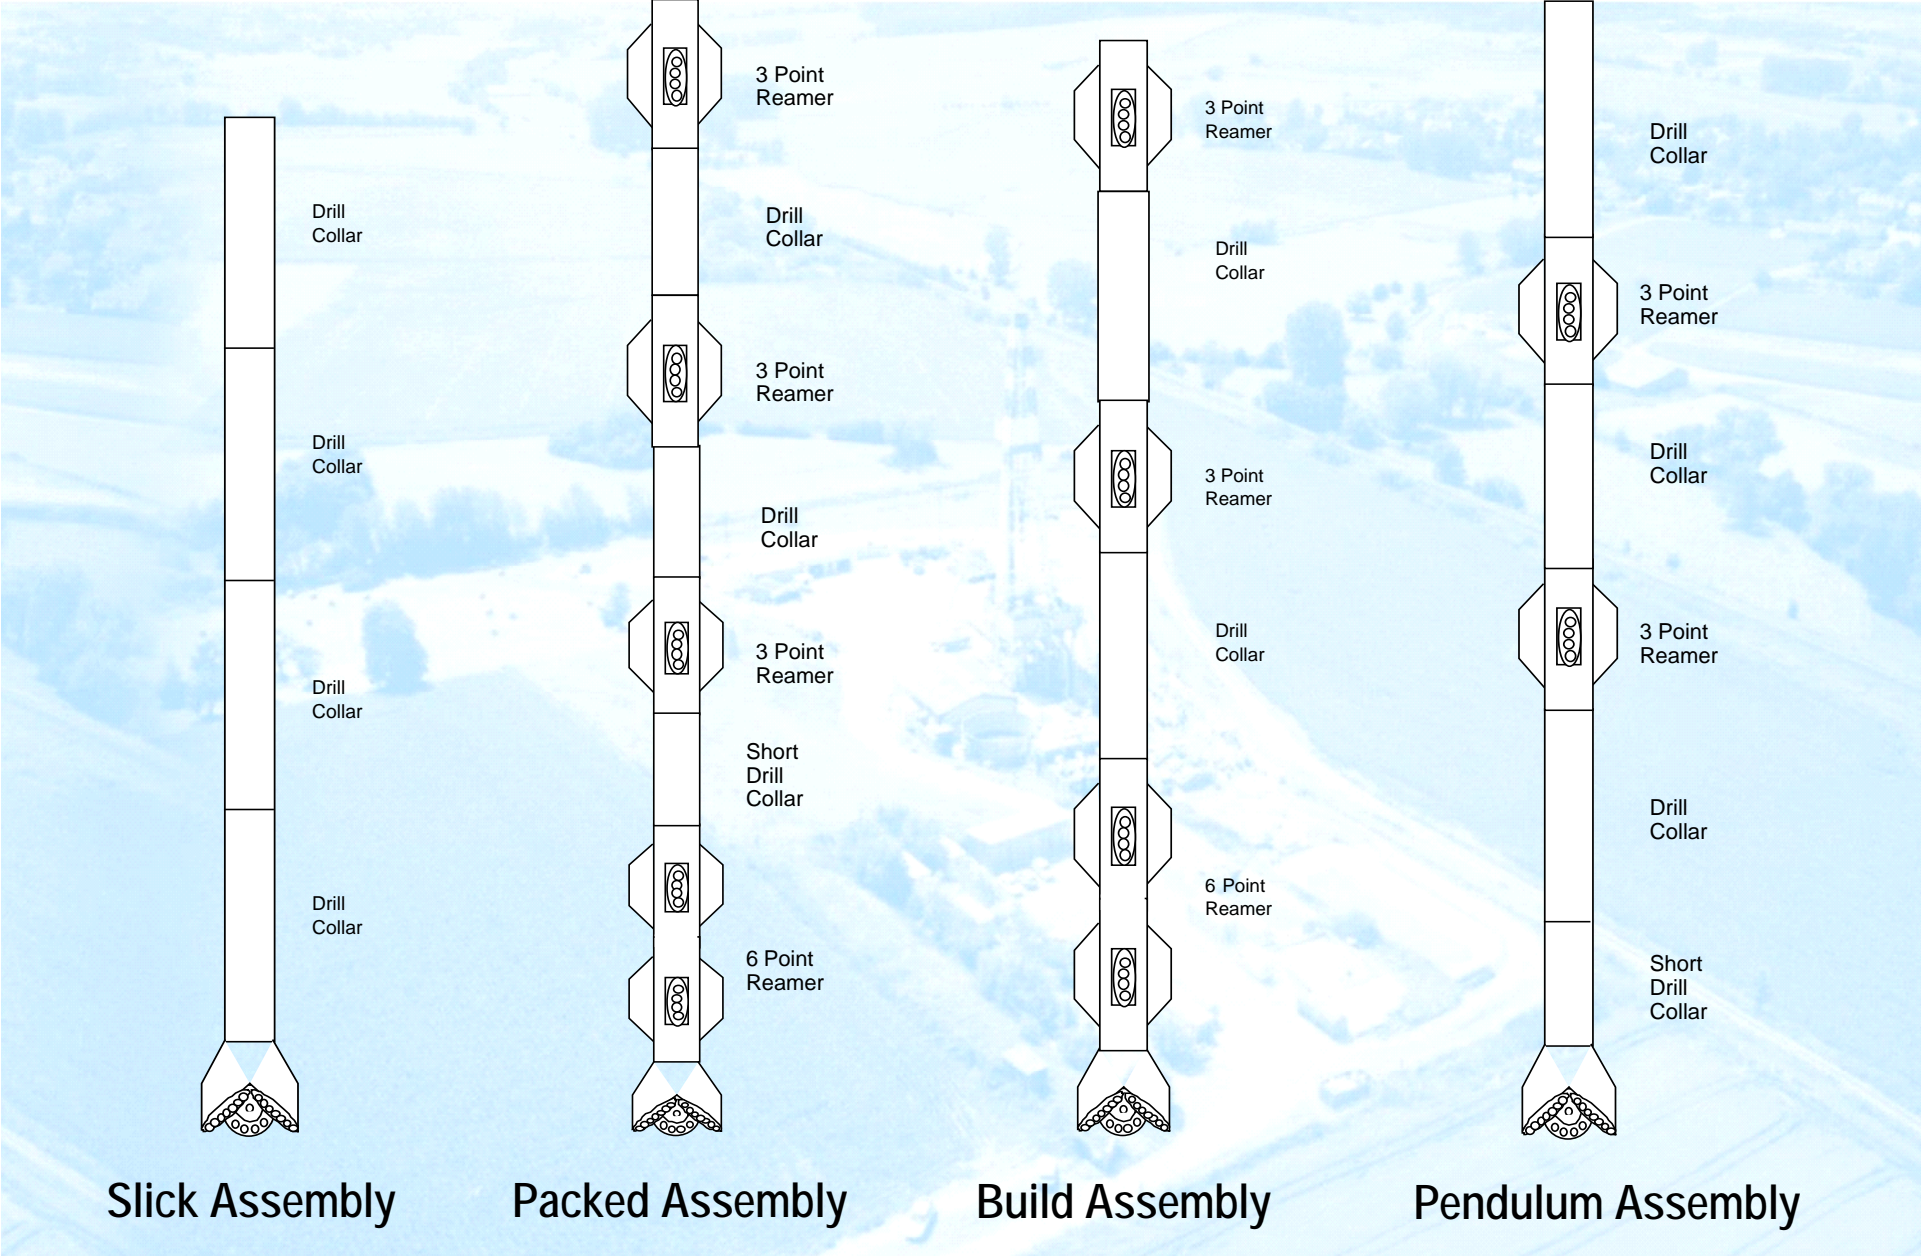 Drill
Collar
Drill
Collar
Drill
Collar
Drill
Collar
Slick Assembly
3 Point
Reamer
Drill
Collar
3 Point
Reamer
Drill
Collar
3 Point
Reamer
Short
Drill
Collar
6 Point
Reamer
Packed Assembly
3 Point
Reamer
Drill
Collar
3 Point
Reamer
Drill
Collar
6 Point
Reamer
Build Assembly
Drill
Collar
3 Point
Reamer
Drill
Collar
3 Point
Reamer
Drill
Collar
Short
Drill
Collar
Pendulum Assembly